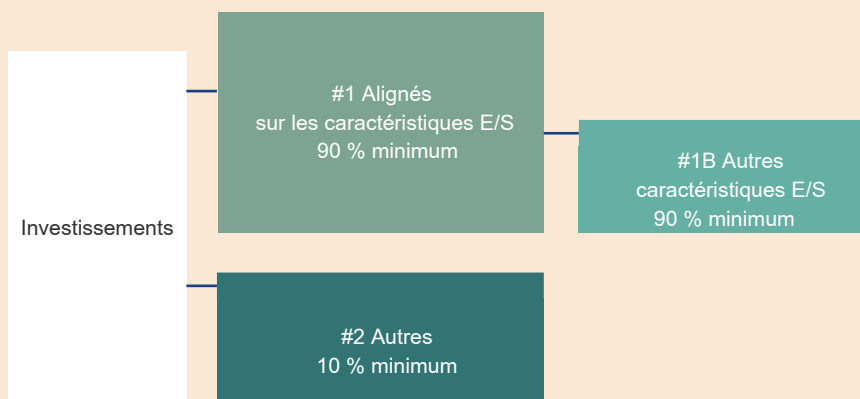 Investissements
#1 Alignés
sur les caractéristiques E/S
90 % minimum
#1B Autres
caractéristiques E/S
90 % minimum
#2 Autres
10 % minimum